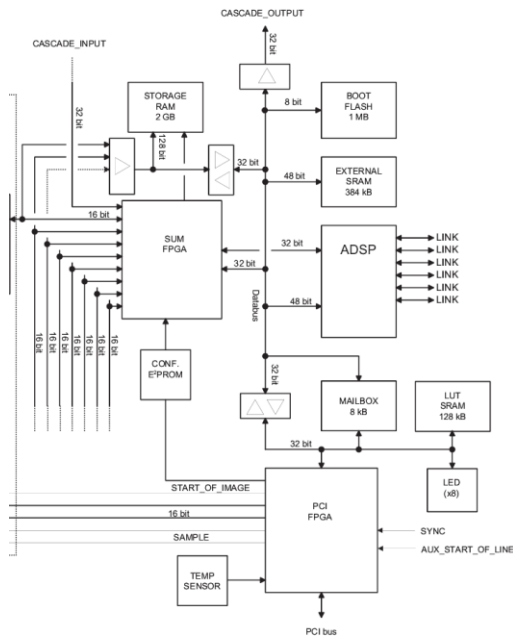 CASCADE_OUTPUT
32 bit
CASCADE_INPUT
STORAGE
RAM
2 GB
BOOT
FLASH
1 MB
8 bit
32 bit
128 bit
32 bit
EXTERNAL
SRAM
384 kB
48 bit
16 bit
SUM
FPGA
32 bit
ADSP
LINK
LINK
LINK
LINK
LINK
LINK
32 bit
Databus
48 bit
16 bit
16 bit
16 bit
16 bit
16 bit
16 bit
16 bit
CONF.
E²PROM
32 bit
MAILBOX
8 kB
LUT
SRAM
128 kB
32 bit
START_OF_IMAGE
16 bit
SAMPLE
PCI
FPGA
LED
(x8)
SYNC
AUX_START_OF_LINE
TEMP
SENSOR
PCI bus